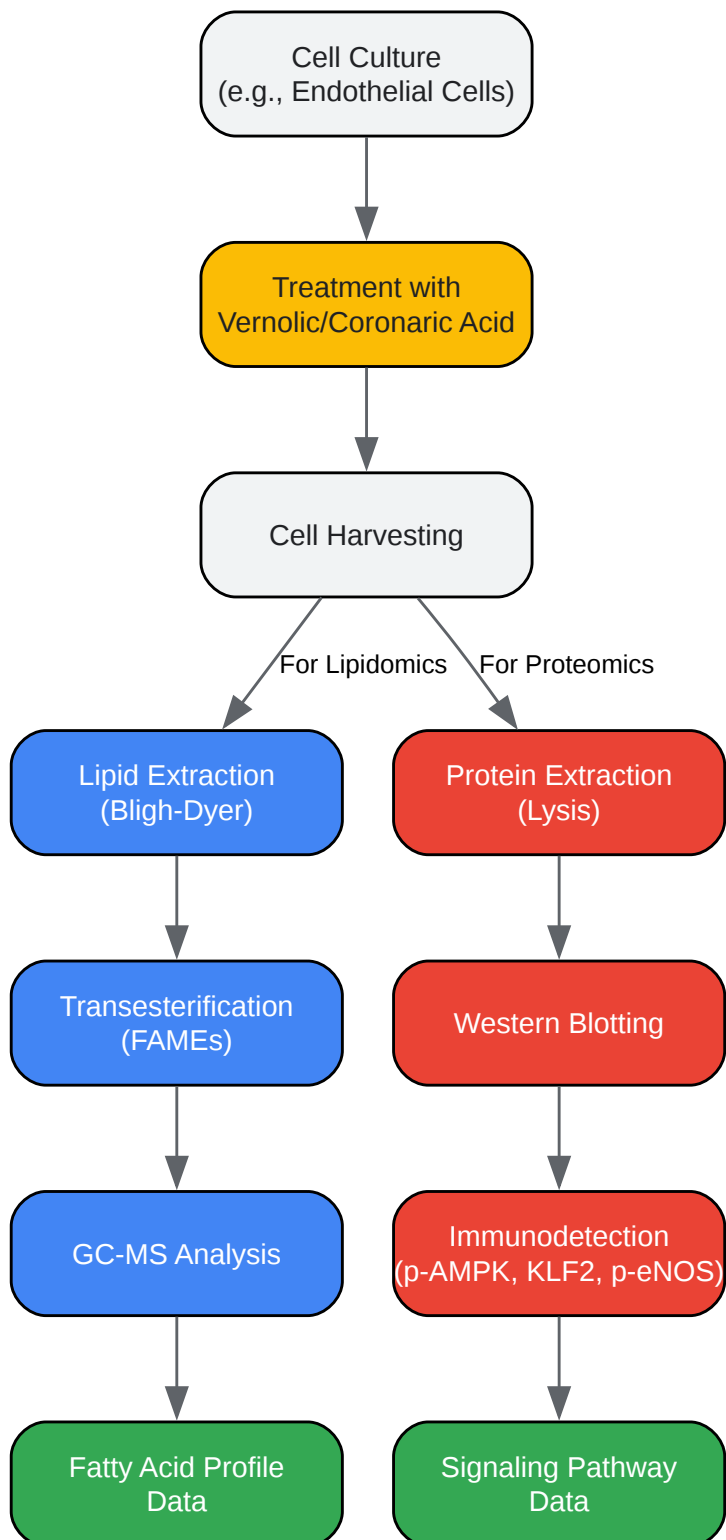 Cell Culture
(e.g., Endothelial Cells)
Treatment with
Vernolic/Coronaric Acid
Cell Harvesting
For Lipidomics
For Proteomics
Lipid Extraction
(Bligh-Dyer)
Protein Extraction
(Lysis)
Transesterification
(FAMEs)
Western Blotting
GC-MS Analysis
Immunodetection
(p-AMPK, KLF2, p-eNOS)
Fatty Acid Profile
Data
Signaling Pathway
Data